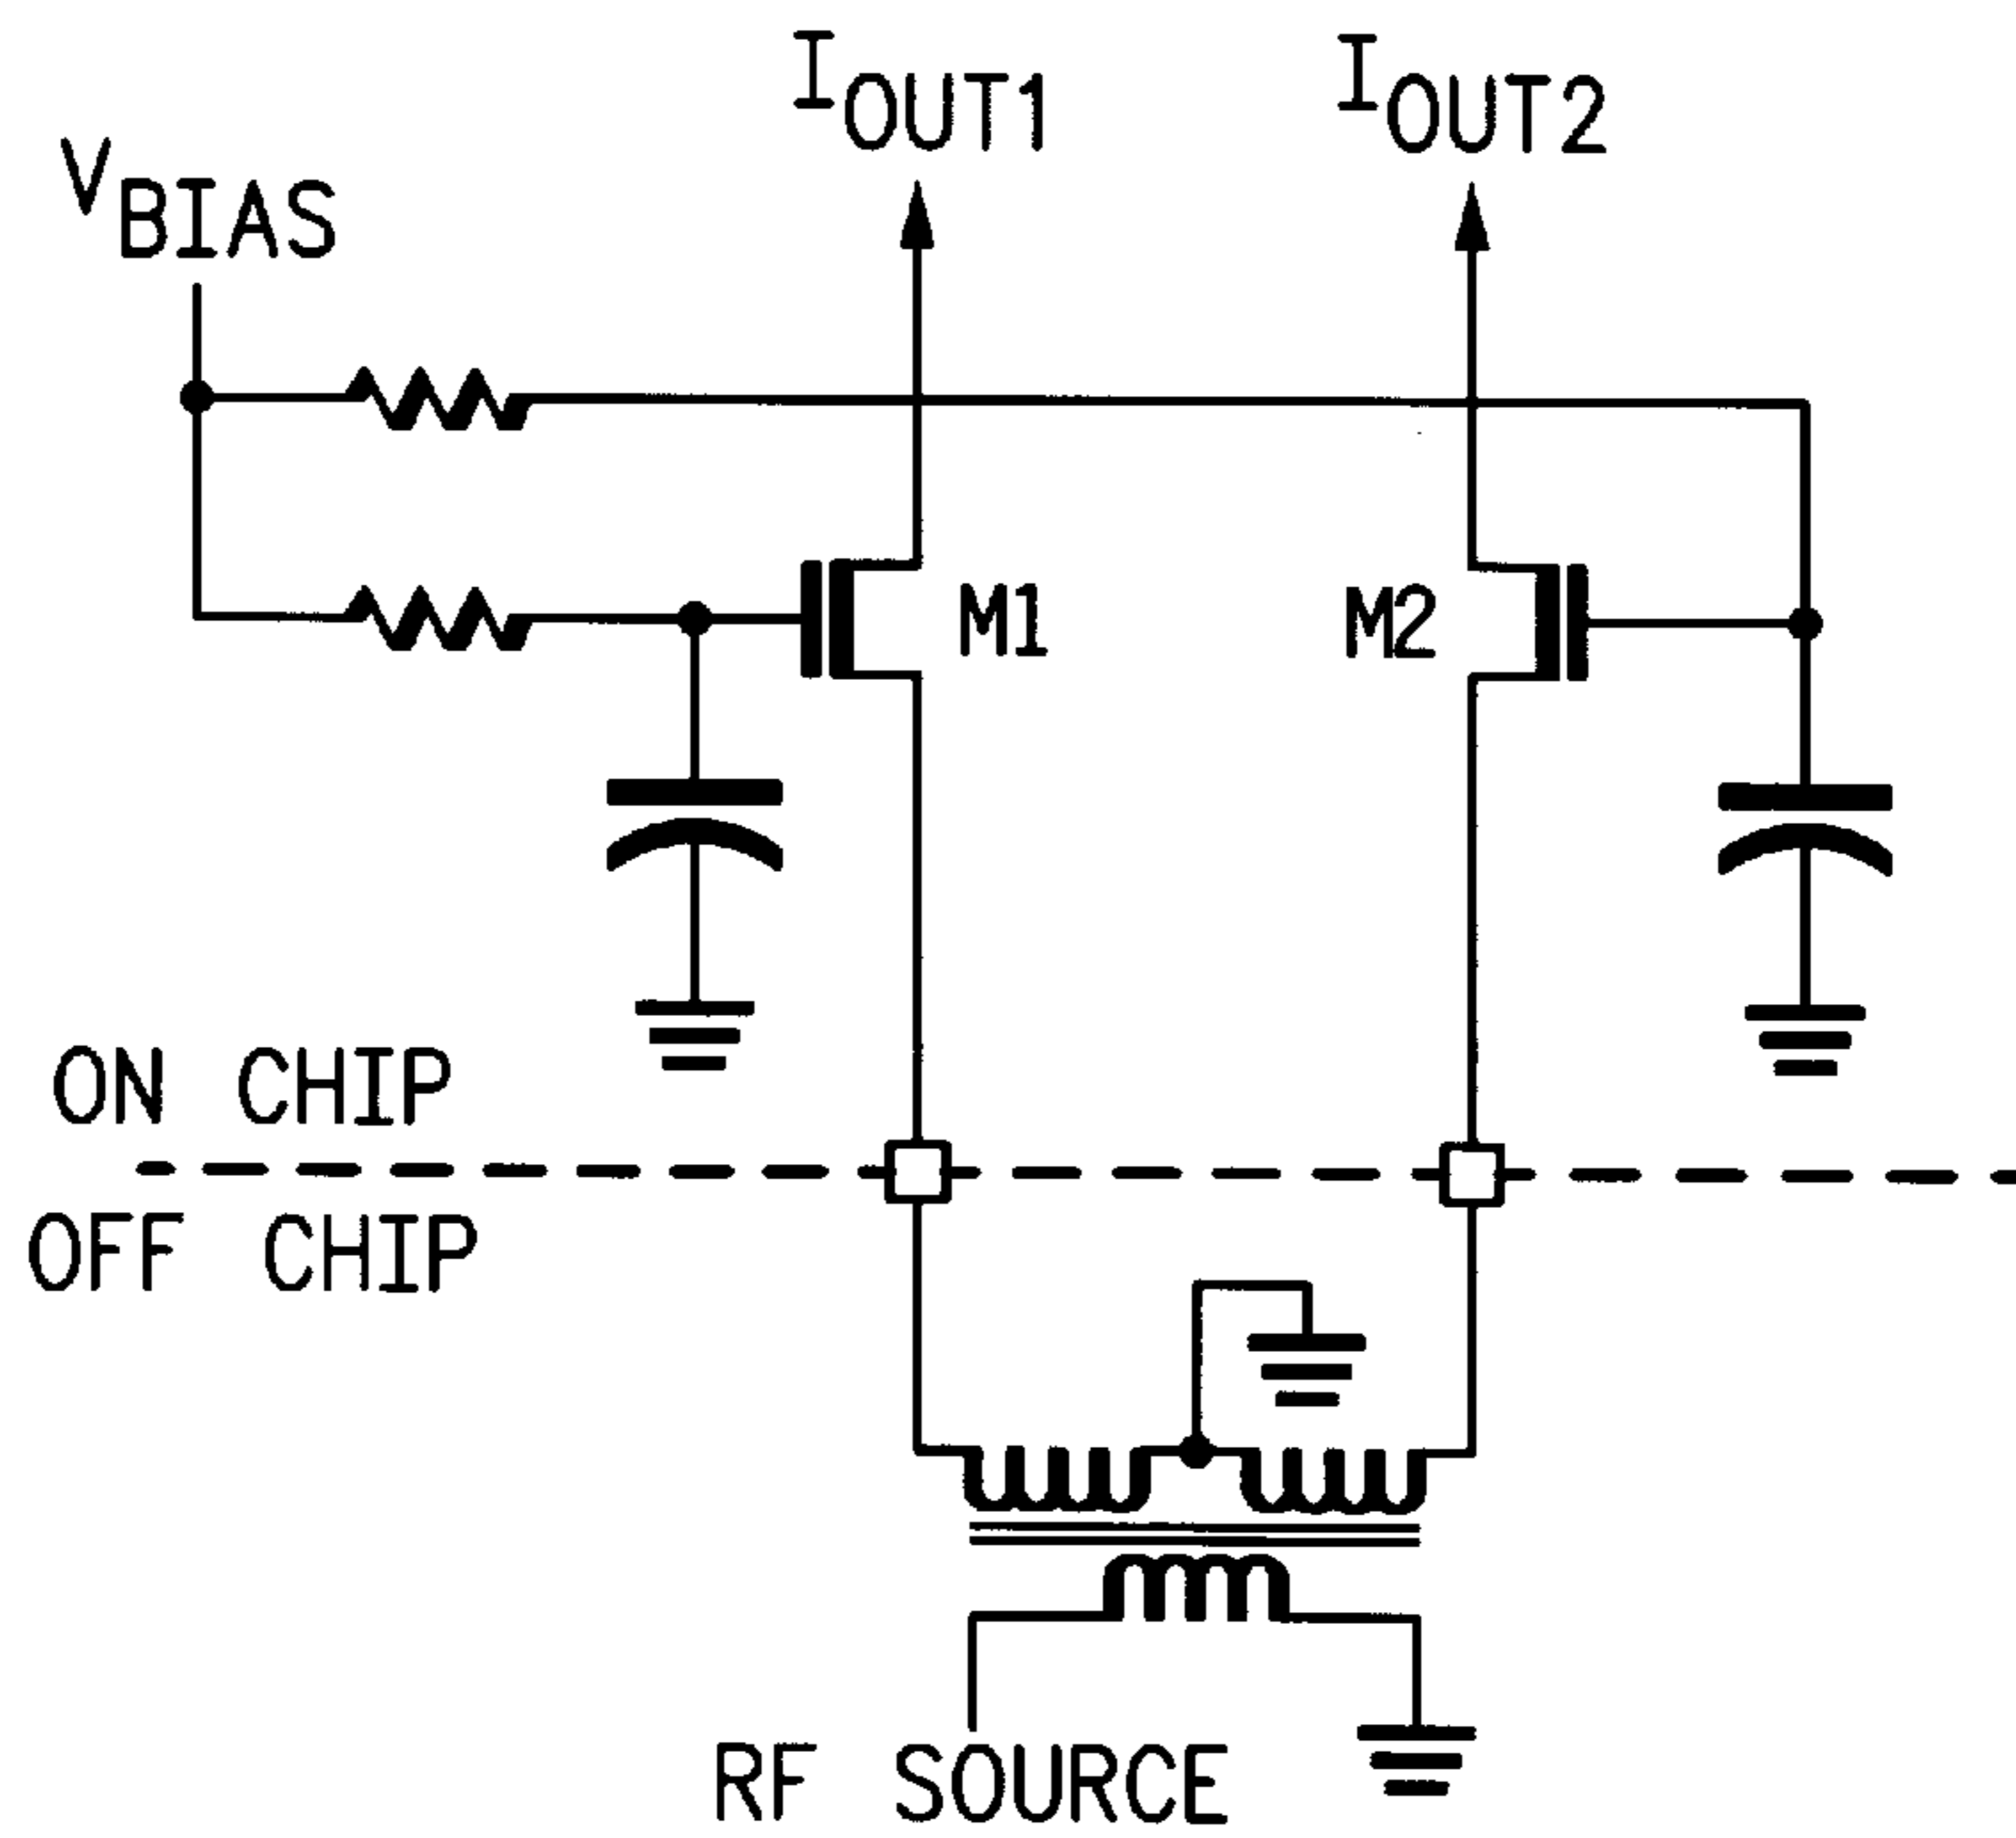 IOUT1
IOUT2
VBIAS
M1
M2
ON CHIP
OFF CHIP
RF SOURCE